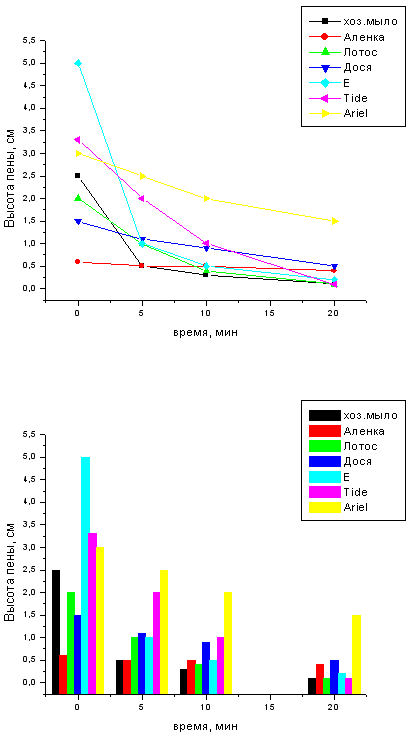 хоз.мыло
Аленка
Лотос
Дося
Е
Tide
Ariel
5,5
5,0
4,5
4,0
3,5
3,0
2,5
2,0
1,5
1,0
0,5
0,0
Высота пены, см
0 5 10 20
время, мин
хоз.мыло
Аленка
Лотос
Дося
Е
Tide
Ariel
5,5
5,0
4,5
4,0
3,5
3,0
2,5
2,0
1,5
1,0
0,5
0,0
Высота пены, см
0 5 10 20
время, мин